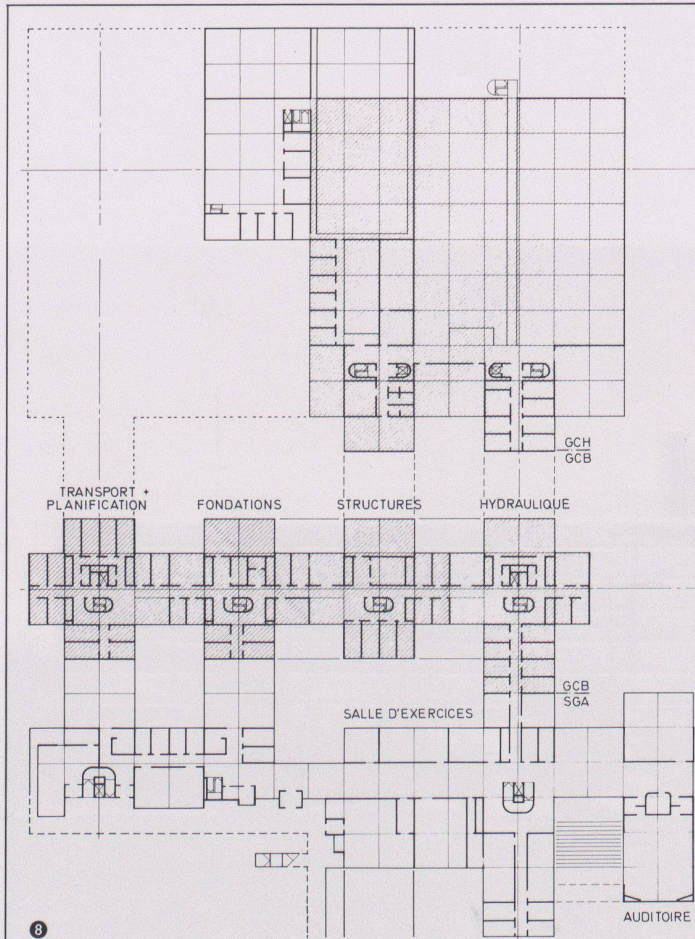 GCH
GCB
TRANSPORT +
PLANIFICATION
FONDATIONS
STRUCTURES
HYDRAULIQUE
GCB
SGA
SALLE D'EXERCICES
AUDITOIRE
8